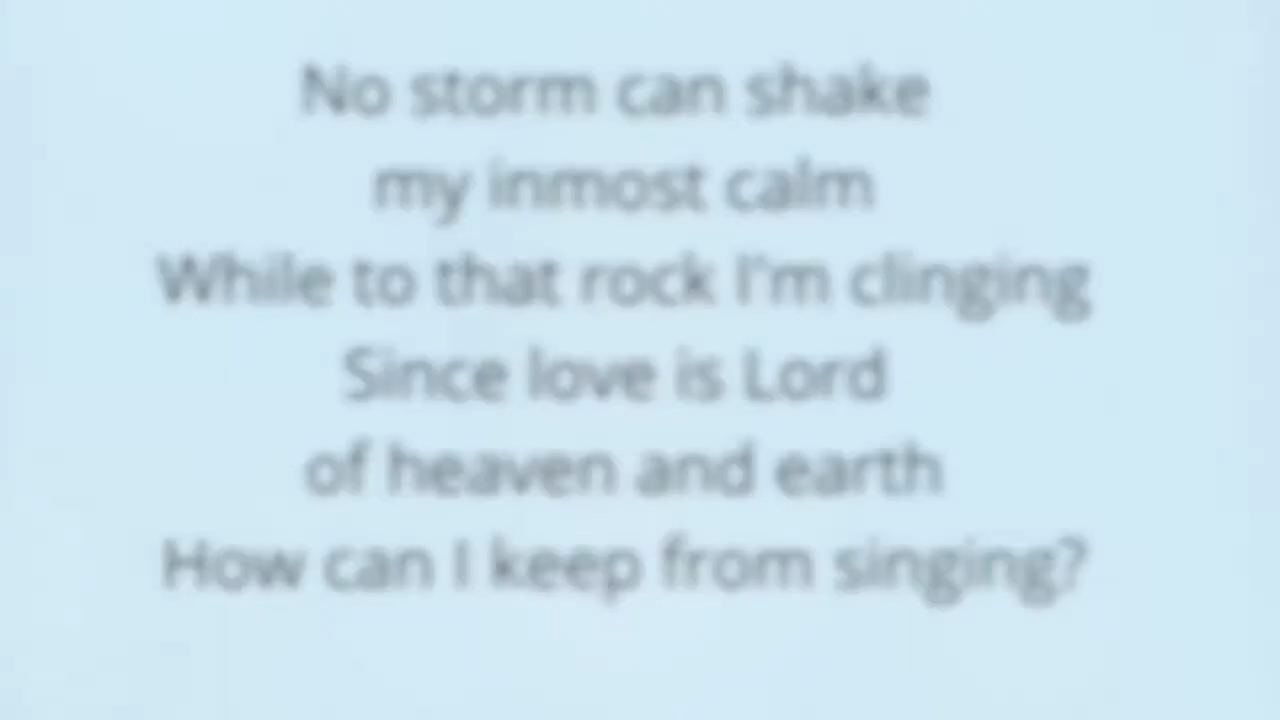 No storm can shake
my inmost calm
While to that rock I'm clinging
Since love is Lord
of heaven and earth
How can I keep from singing?